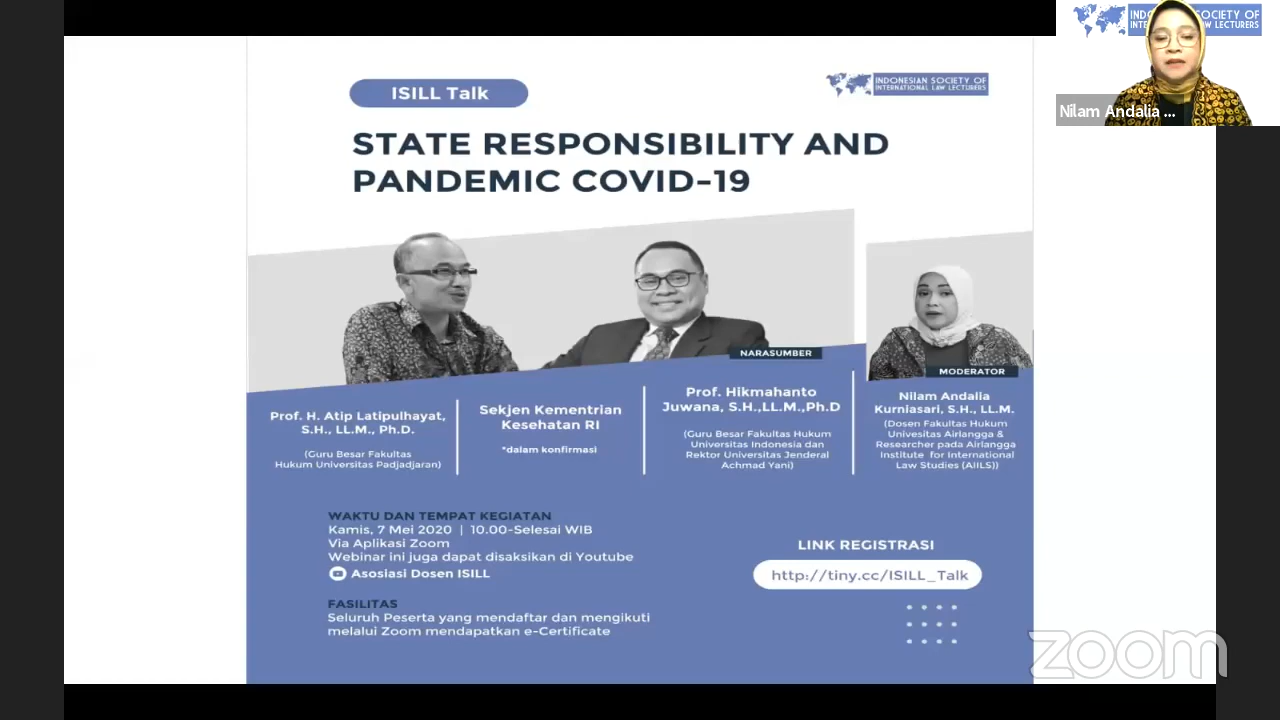 ISILL Talk
INDONESIAN SOCIETY OF
INTERNATIONAL LAW LECTURERS
STATE RESPONSIBILITY AND
PANDEMIC COVID-19
NARASUMBER
MODERATOR
Prof. H. Atip Latipulhayat,
S.H., LL.M., Ph.D.
(Guru Besar Fakultas
Hukum Universitas Padjadjaran)
Sekjen Kementrian
Kesehatan RI
*dalam konfirmasi
Prof. Hikmahanto
Juwana, S.H.,LL.M.,Ph.D
(Guru Besar Fakultas Hukum
Universitas Indonesia dan
Rektor Universitas Jenderal
Achmad Yani)
Nilam Andalia
Kurniasari, S.H., LL.M.
(Dosen Fakultas Hukum
Univesitas Airlangga &
Researcher pada Airlangga
Institute for International
Law Studies (AIILS))
WAKTU DAN TEMPAT KEGIATAN
Kamis, 7 Mei 2020 | 10.00-Selesai WIB
Via Aplikasi Zoom
Webinar ini juga dapat disaksikan di Youtube
Asosiasi Dosen ISILL
FASILITAS
Seluruh Peserta yang mendaftar dan mengikuti
melalui Zoom mendapatkan e-Certificate
LINK REGISTRASI
http://tiny.cc/ISILL_Talk
zoom
OF
LECTURERS
Nilam Andalia ...